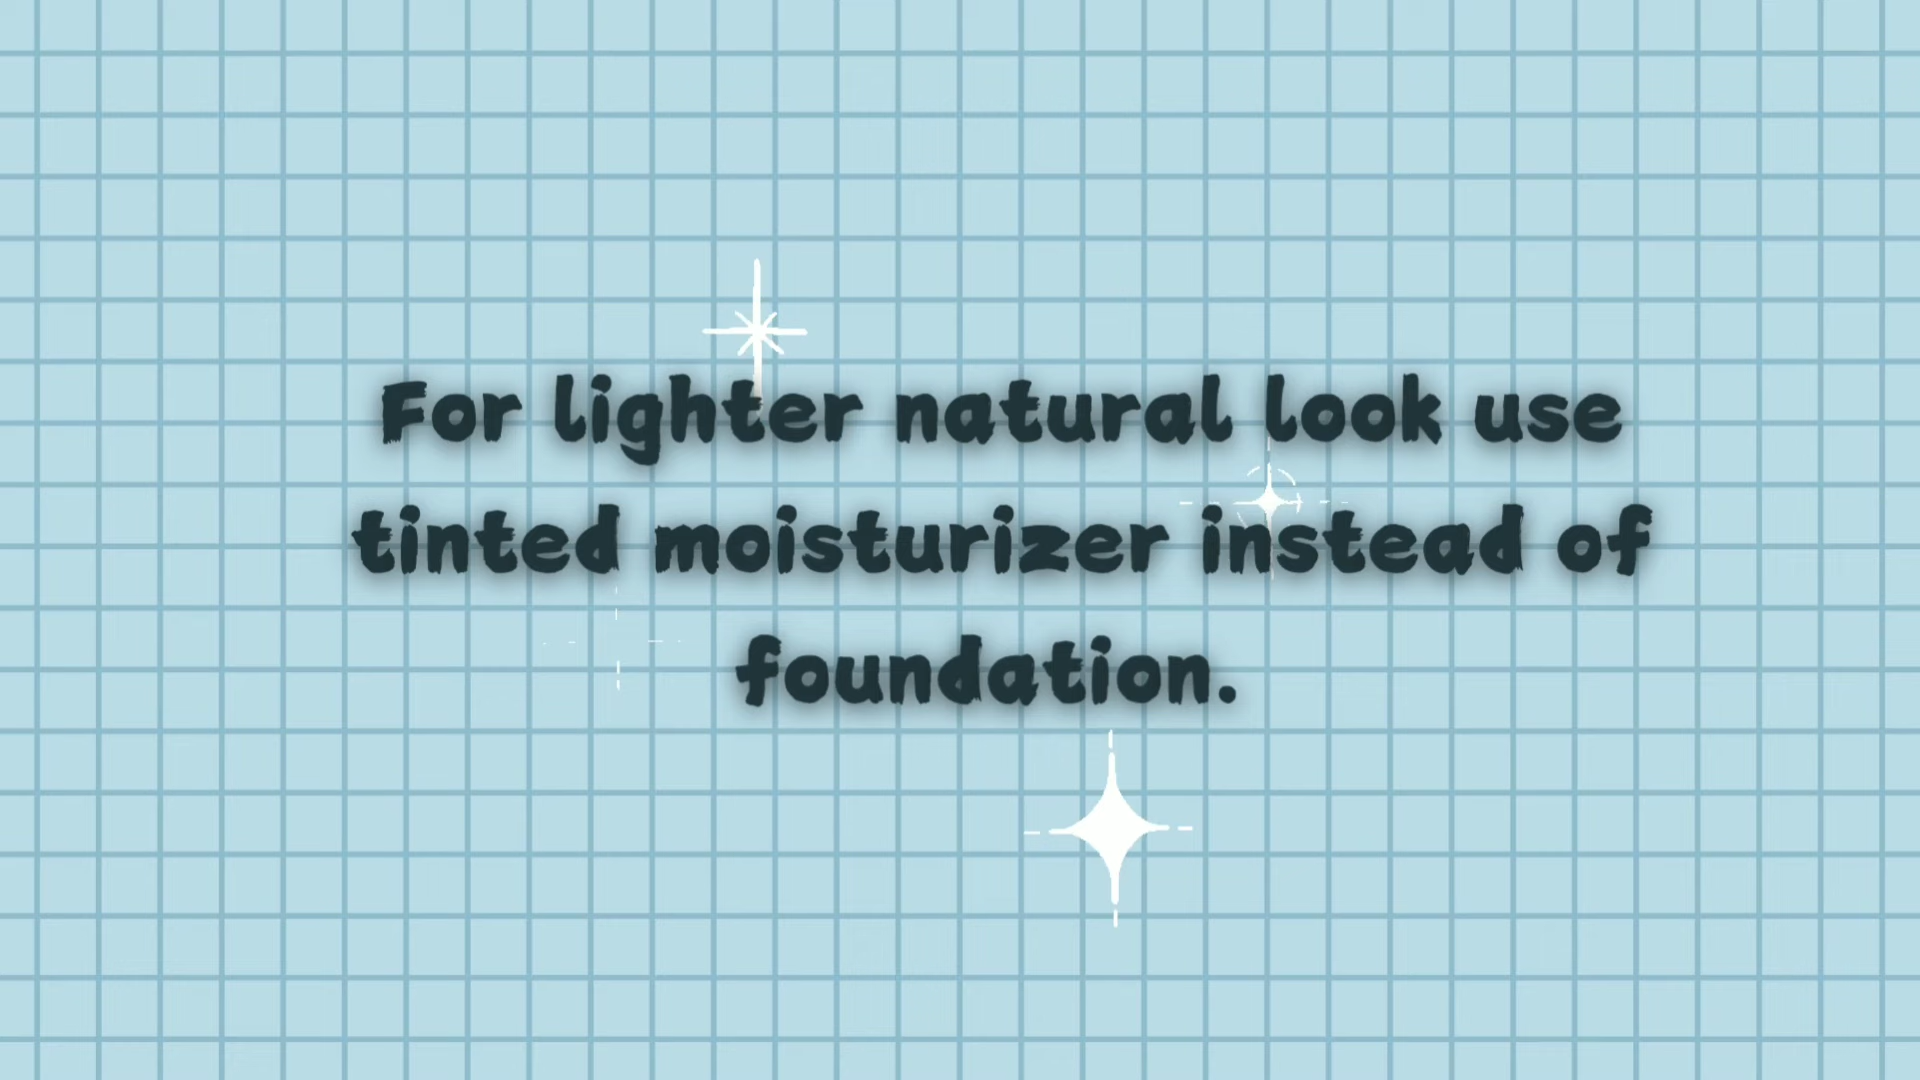 For lighter natural look use
tinted moisturizer instead of
foundation.